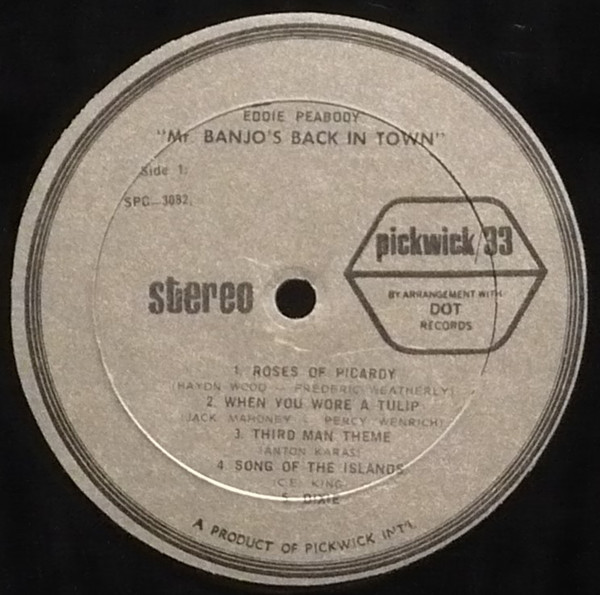 EDDIE PEABODY
"Mr. BANJO'S BACK IN TOWN"
Side 1:
SPC-3082
pickwick 33
stereo
BY ARRANGEMENT WITH
DOT
RECORDS
1. ROSES OF PICARDY
(HAYDN WOOD - FREDERIC WEATHERLY)
2. WHEN YOU WORE A TULIP
(JACK MAHONEY - PERCY WENRICH)
3. THIRD MAN THEME
(ANTON KARAS)
4. SONG OF THE ISLANDS
(C.E. KING)
5. DIXIE
A PRODUCT OF PICKWICK INT'L